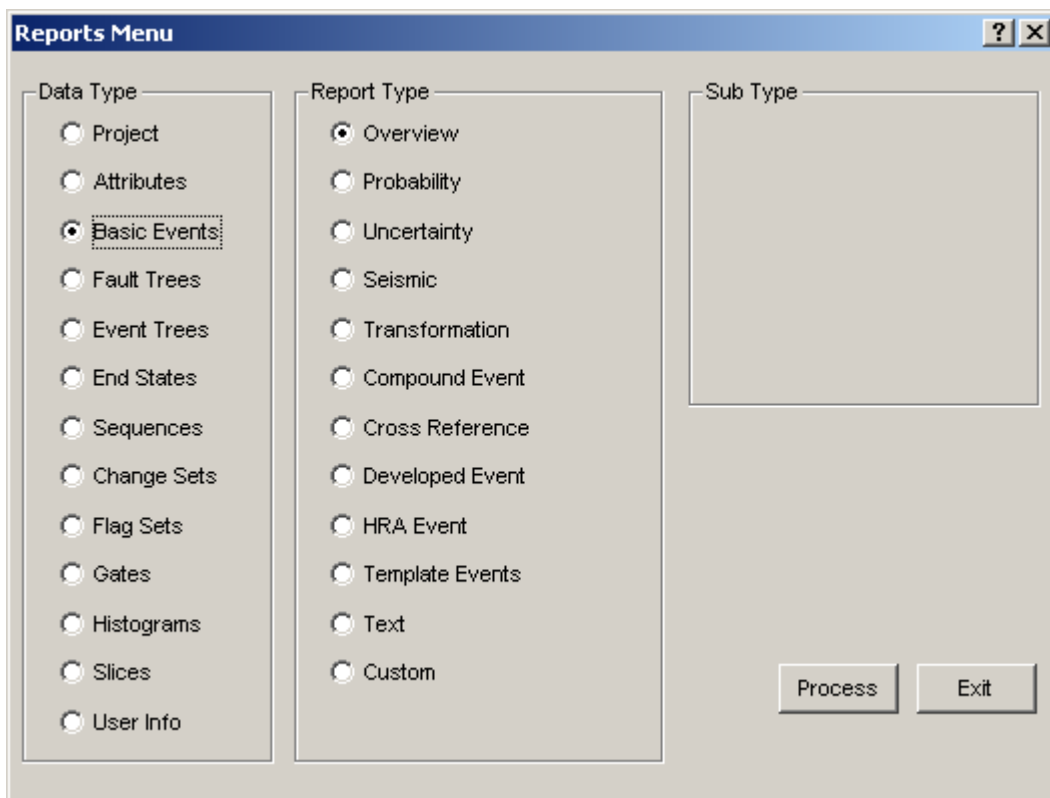 Reports Menu
Data Type
Project
Attributes
Basic Events
Fault Trees
Event Trees
End States
Sequences
Change Sets
Flag Sets
Gates
Histograms
Slices
User Info
Report Type
Overview
Probability
Uncertainty
Seismic
Transformation
Compound Event
Cross Reference
Developed Event
HRA Event
Template Events
Text
Custom
Sub Type
Process
Exit